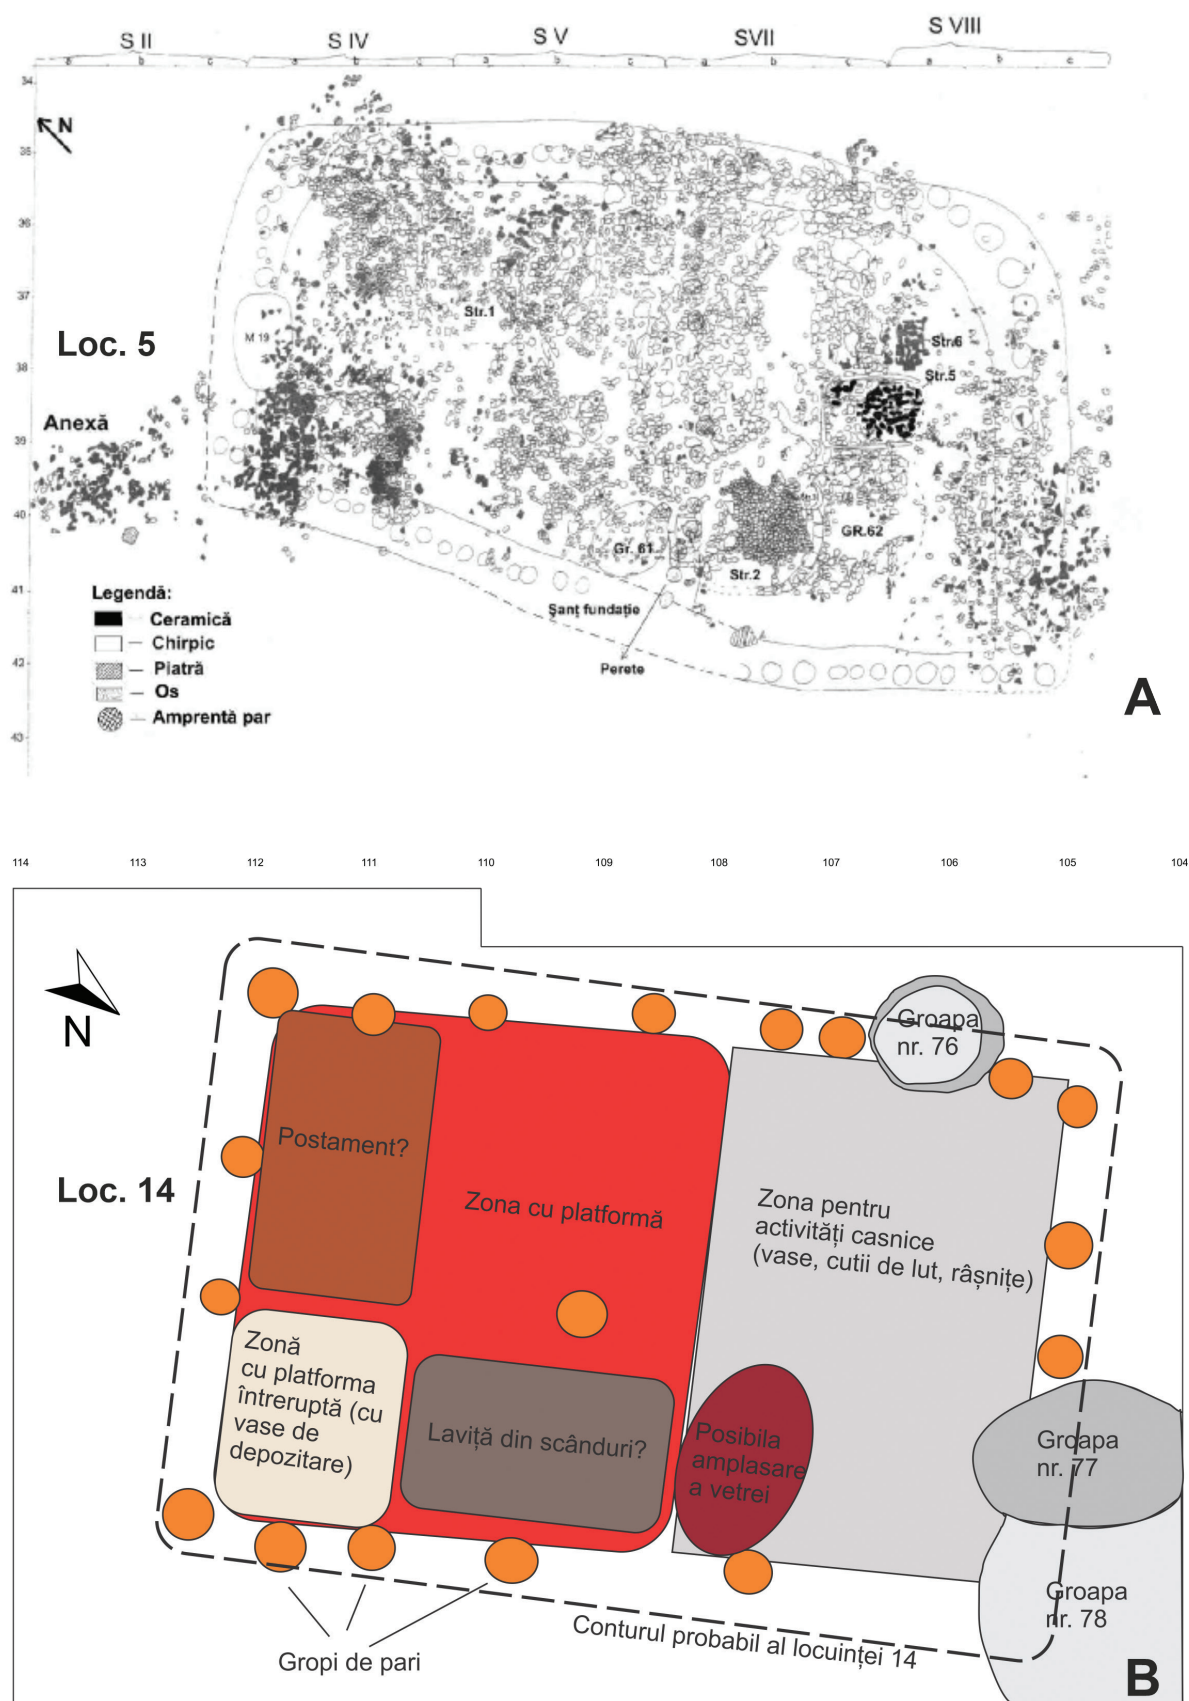 S II S IV S V SVII S VIII
a b c a b c a b c a b c a b c
34
N
35
36
37
Str.1
M 19
Loc. 5
Str.6
38
Str.5
Anexă
39
40
GR.62
Gr. 61
Str.2
Legendă:
41
Șanț fundație
Ceramică
Chirpic
Perete
Piatră
42
Os
A
Amprentă par
43
114 113 112 111 110 109 108 107 106 105 104
N
Groapa
nr. 76
Postament?
Loc. 14
Zona cu platformă
Zona pentru
activități casnice
(vase, cutii de lut, râșnițe)
Zonă
cu platforma
întreruptă (cu
vase de
depozitare)
Laviță din scânduri?
Posibila
amplasare
a vetrei
Groapa
nr. 77
Groapa
nr. 78
Conturul probabil al locuinței 14
Gropi de pari
B